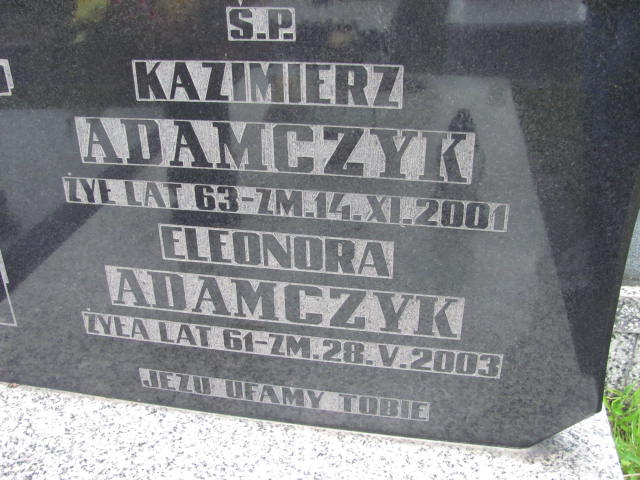 Ś.P.
KAZIMIERZ
ADAMCZYK
ŻYŁ LAT 63-ZM.14.XI.2001
ELEONORA
ADAMCZYK
ŻYŁA LAT 61-ZM.28.V.2003
JEZU UFAMY TOBIE